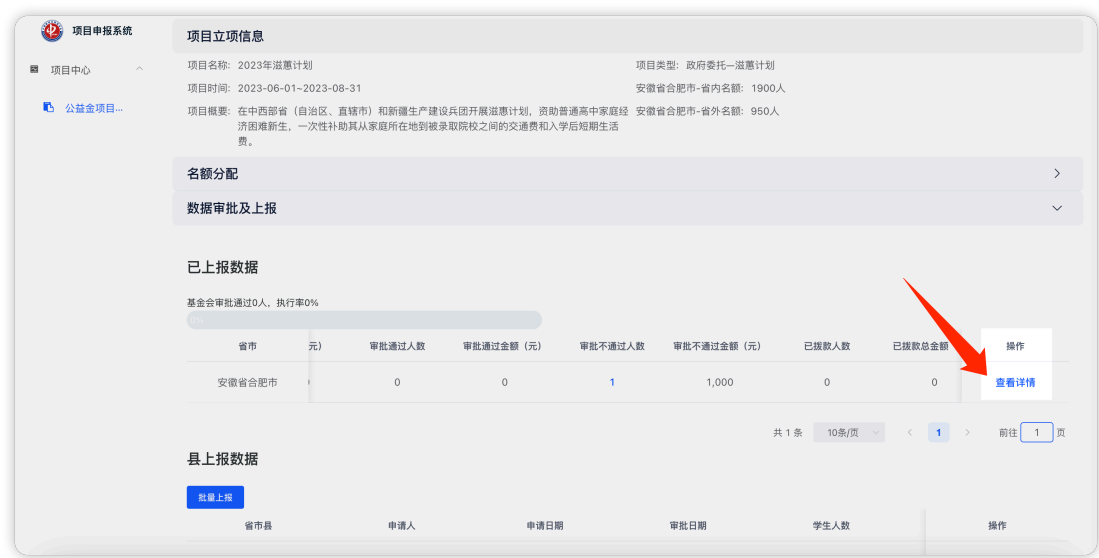 项目申报系统
项目中心
公益金项目...
项目立项信息
项目名称: 2023年滋蕙计划
项目类型: 政府委托—滋蕙计划
项目时间: 2023-06-01~2023-08-31
安徽省合肥市-省内名额: 1900人
项目概要: 在中西部省（自治区、直辖市）和新疆生产建设兵团开展滋蕙计划，资助普通高中家庭经
济困难新生，一次性补助其从家庭所在地到被录取院校之间的交通费和入学后短期生活
费。
安徽省合肥市-省外名额: 950人
名额分配
数据审批及上报
已上报数据
基金会审批通过0人，执行率0%
0%
省市 元） 审批通过人数 审批通过金额（元） 审批不通过人数 审批不通过金额（元） 已拨款人数 已拨款总金额 操作
安徽省合肥市 0 0 1 1,000 0 0 查看详情
共 1 条 10条/页 1 前往 1 页
县上报数据
批量上报
省市县 申请人 申请日期 审批日期 学生人数 操作